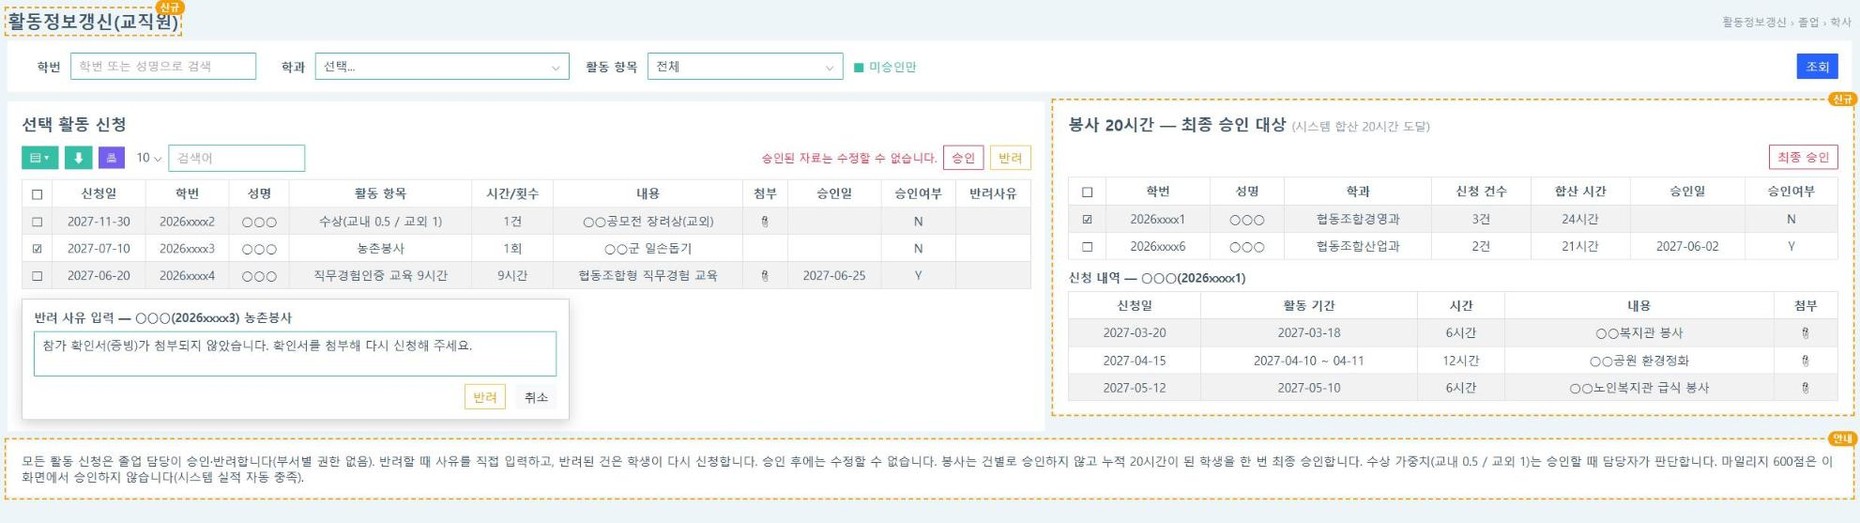 신규
활동정보갱신(교직원)
활동정보갱신 › 졸업 › 학사
학번 학번 또는 성명으로 검색 학과 선택... 활동 항목 전체 미승인만 조회
선택 활동 신청
10 검색어 승인된 자료는 수정할 수 없습니다. 승인 반려
신청일 학번 성명 활동 항목 시간/횟수 내용 첨부 승인일 승인여부 반려사유
2027-11-30 2026xxxx2 ○○○ 수상(교내 0.5 / 교외 1) 1건 ○○공모전 장려상(교외) N
2027-07-10 2026xxxx3 ○○○ 농촌봉사 1회 ○○군 일손돕기 N
2027-06-20 2026xxxx4 ○○○ 직무경험인증 교육 9시간 9시간 협동조합형 직무경험 교육 2027-06-25 Y
반려 사유 입력 — ○○○(2026xxxx3) 농촌봉사
참가 확인서(증빙)가 첨부되지 않았습니다. 확인서를 첨부해 다시 신청해 주세요.
반려 취소
신규
봉사 20시간 — 최종 승인 대상 (시스템 합산 20시간 도달)
최종 승인
학번 성명 학과 신청 건수 합산 시간 승인일 승인여부
2026xxxx1 ○○○ 협동조합경영과 3건 24시간 N
2026xxxx6 ○○○ 협동조합산업과 2건 21시간 2027-06-02 Y
신청 내역 — ○○○(2026xxxx1)
신청일 활동 기간 시간 내용 첨부
2027-03-20 2027-03-18 6시간 ○○복지관 봉사
2027-04-15 2027-04-10 ~ 04-11 12시간 ○○공원 환경정화
2027-05-12 2027-05-10 6시간 ○○노인복지관 급식 봉사
안내
모든 활동 신청은 졸업 담당이 승인·반려합니다(부서별 권한 없음). 반려할 때 사유를 직접 입력하고, 반려된 건은 학생이 다시 신청합니다. 승인 후에는 수정할 수 없습니다. 봉사는 건별로 승인하지 않고 누적 20시간이 된 학생을 한 번 최종 승인합니다. 수상 가중치(교내 0.5 / 교외 1)는 승인할 때 담당자가 판단합니다. 마일리지 600점은 이
화면에서 승인하지 않습니다(시스템 실적 자동 충족).